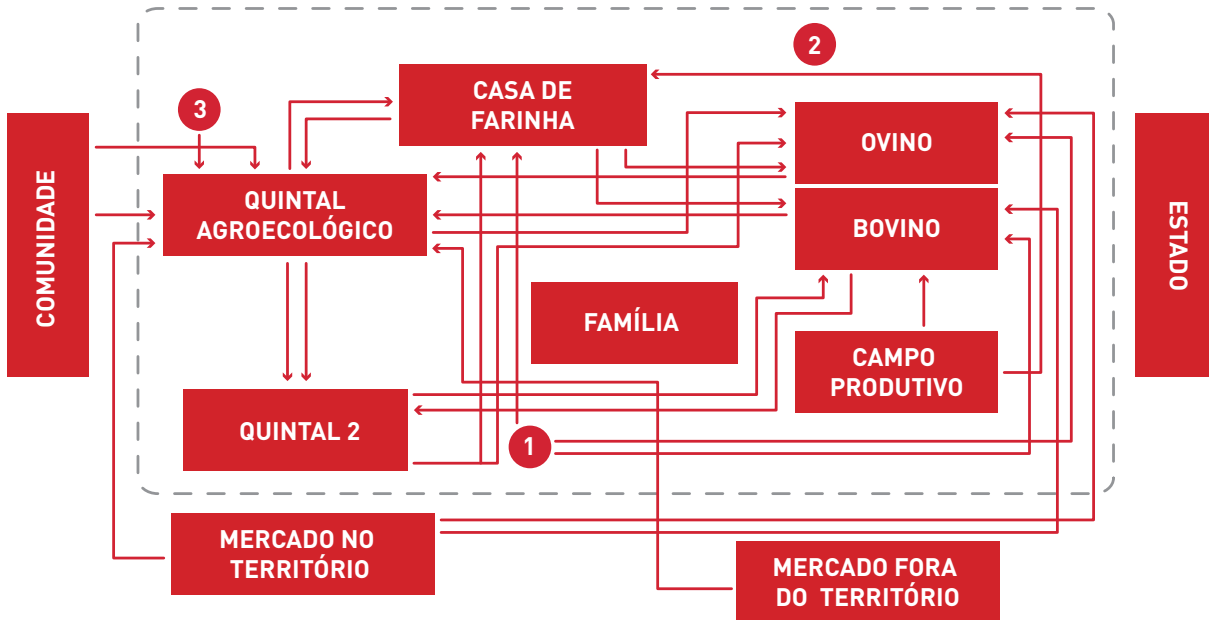 2
CASA DE
FARINHA
3
OVINO
COMUNIDADE
QUINTAL
AGROECOLÓGICO
BOVINO
ESTADO
FAMÍLIA
CAMPO
PRODUTIVO
QUINTAL 2
1
MERCADO NO
TERRITÓRIO
MERCADO FORA
DO TERRITÓRIO